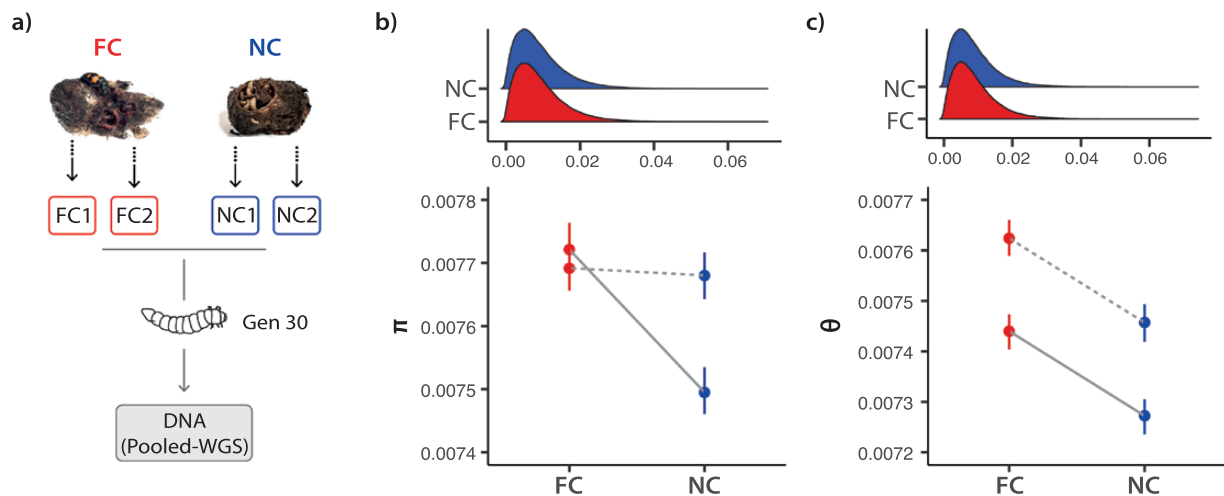 a)
FC
NC
FC1
FC2
NC1
NC2
Gen 30
DNA
(Pooled-WGS)
b)
NC
FC
0.00
0.02
0.04
0.06
0.0078
0.0077
0.0076
0.0075
0.0074
π
FC
NC
c)
NC
FC
0.00
0.02
0.04
0.06
0.0077
0.0076
0.0075
0.0074
0.0073
0.0072
θ
FC
NC